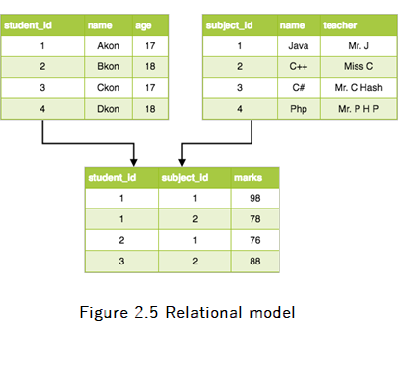 student_id name age
1 Akon 17
2 Bkon 18
3 Ckon 17
4 Dkon 18
subject_id name teacher
1 Java Mr. J
2 C++ Miss C
3 C# Mr. C Hash
4 Php Mr. P H P
student_id subject_id marks
1 1 98
1 2 78
2 1 76
3 2 88
Figure 2.5 Relational model